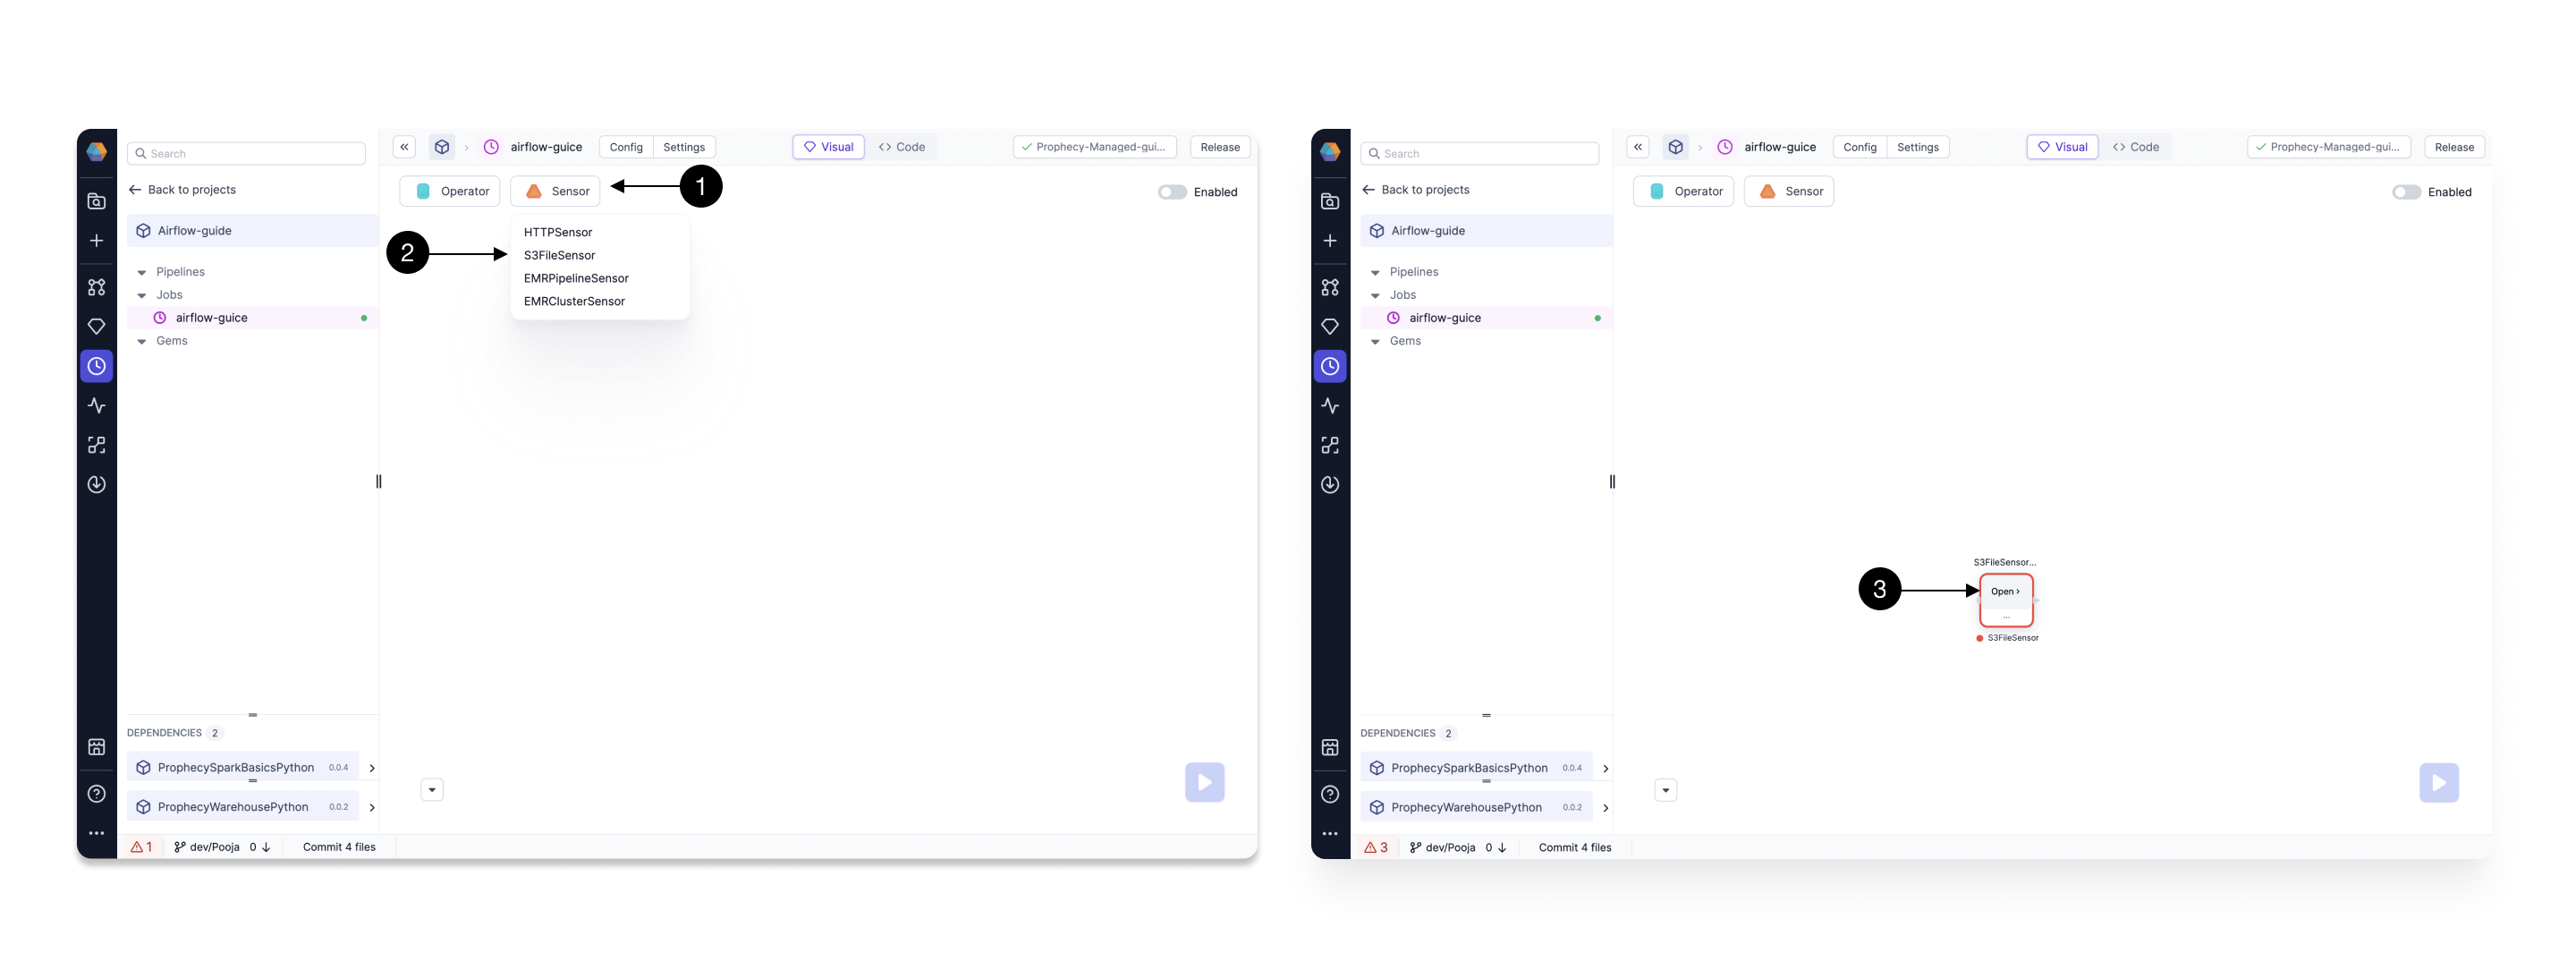 Search
Back to projects
Airflow-guide
Pipelines
Jobs
airflow-guice
Gems
DEPENDENCIES 2
ProphecySparkBasicsPython 0.0.4
ProphecyWarehousePython 0.0.2
airflow-guice Config Settings Visual Code Prophecy-Managed-gui... Release
Operator Sensor 1 Enabled
2
HTTPSensor
S3FileSensor
EMRPipelineSensor
EMRClusterSensor
1 dev/Pooja 0 Commit 4 files
Search
Back to projects
Airflow-guide
Pipelines
Jobs
airflow-guice
Gems
DEPENDENCIES 2
ProphecySparkBasicsPython 0.0.4
ProphecyWarehousePython 0.0.2
airflow-guice Config Settings Visual Code Prophecy-Managed-gui... Release
Operator Sensor Enabled
S3FileSensor...
3 Open
...
S3FileSensor
3 dev/Pooja 0 Commit 4 files